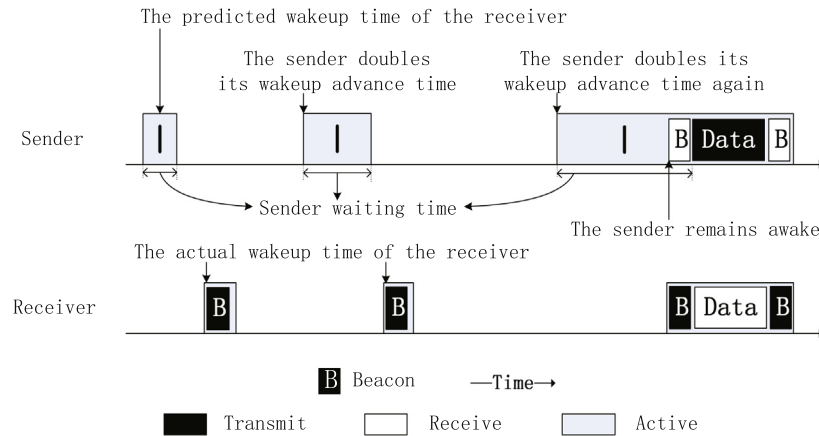 The predicted wakeup time of the receiver
The sender doubles
its wakeup advance time
The sender doubles its
wakeup advance time again
Sender
B Data B
Sender waiting time
The sender remains awake
The actual wakeup time of the receiver
Receiver
B B B Data B
B Beacon —Time→
Transmit Receive Active